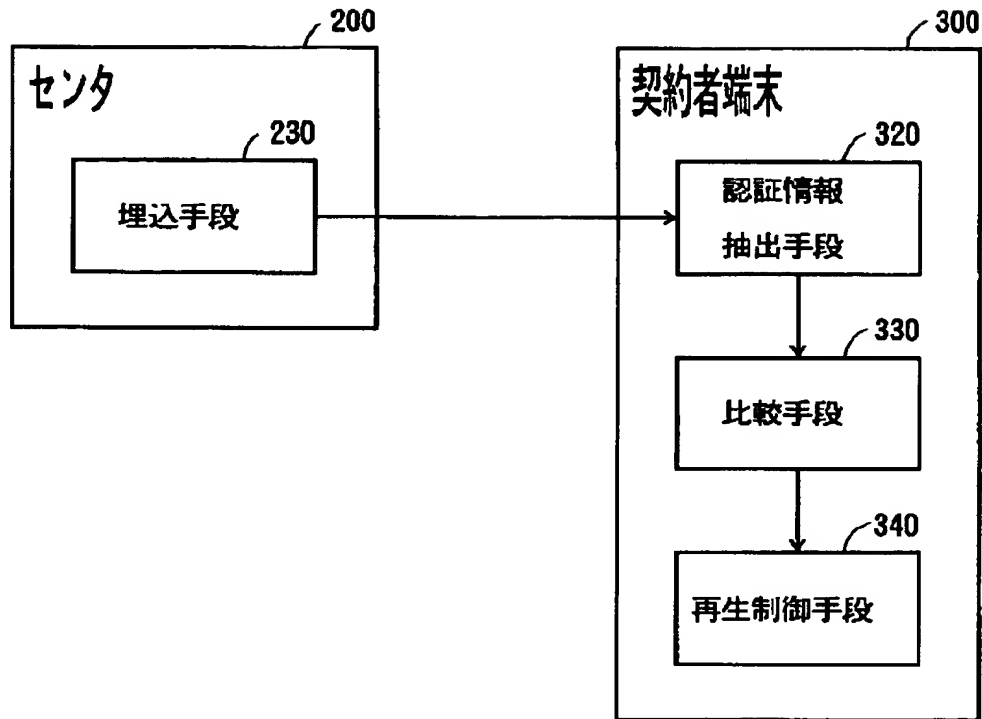 200
センタ
230
埋込手段
300
契約者端末
320
認証情報
抽出手段
330
比較手段
340
再生制御手段